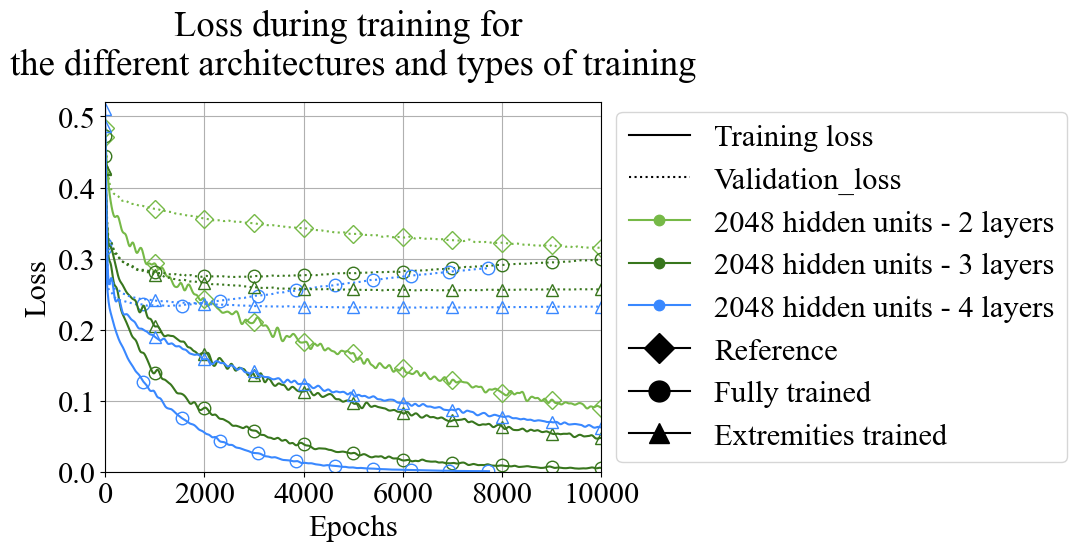 Loss during training for
the different architectures and types of training
0.5
0.4
0.3
0.2
0.1
0.0
Loss
0 2000 4000 6000 8000 10000
Epochs
Training loss
Validation_loss
2048 hidden units - 2 layers
2048 hidden units - 3 layers
2048 hidden units - 4 layers
Reference
Fully trained
Extremities trained